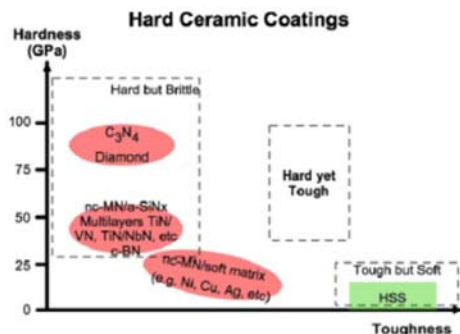 Hard Ceramic Coatings
Hardness
(GPa)
Hard but Brittle
100
C3N4
Diamond
75
Hard yet
Tough
nc-MN/a-SiNx
50
Multilayers TiN/
VN, TiN/NbN, etc
c-BN
25
nc-MN/soft matrix
(e.g. Ni, Cu, Ag, etc)
Tough but Soft
HSS
0
Toughness